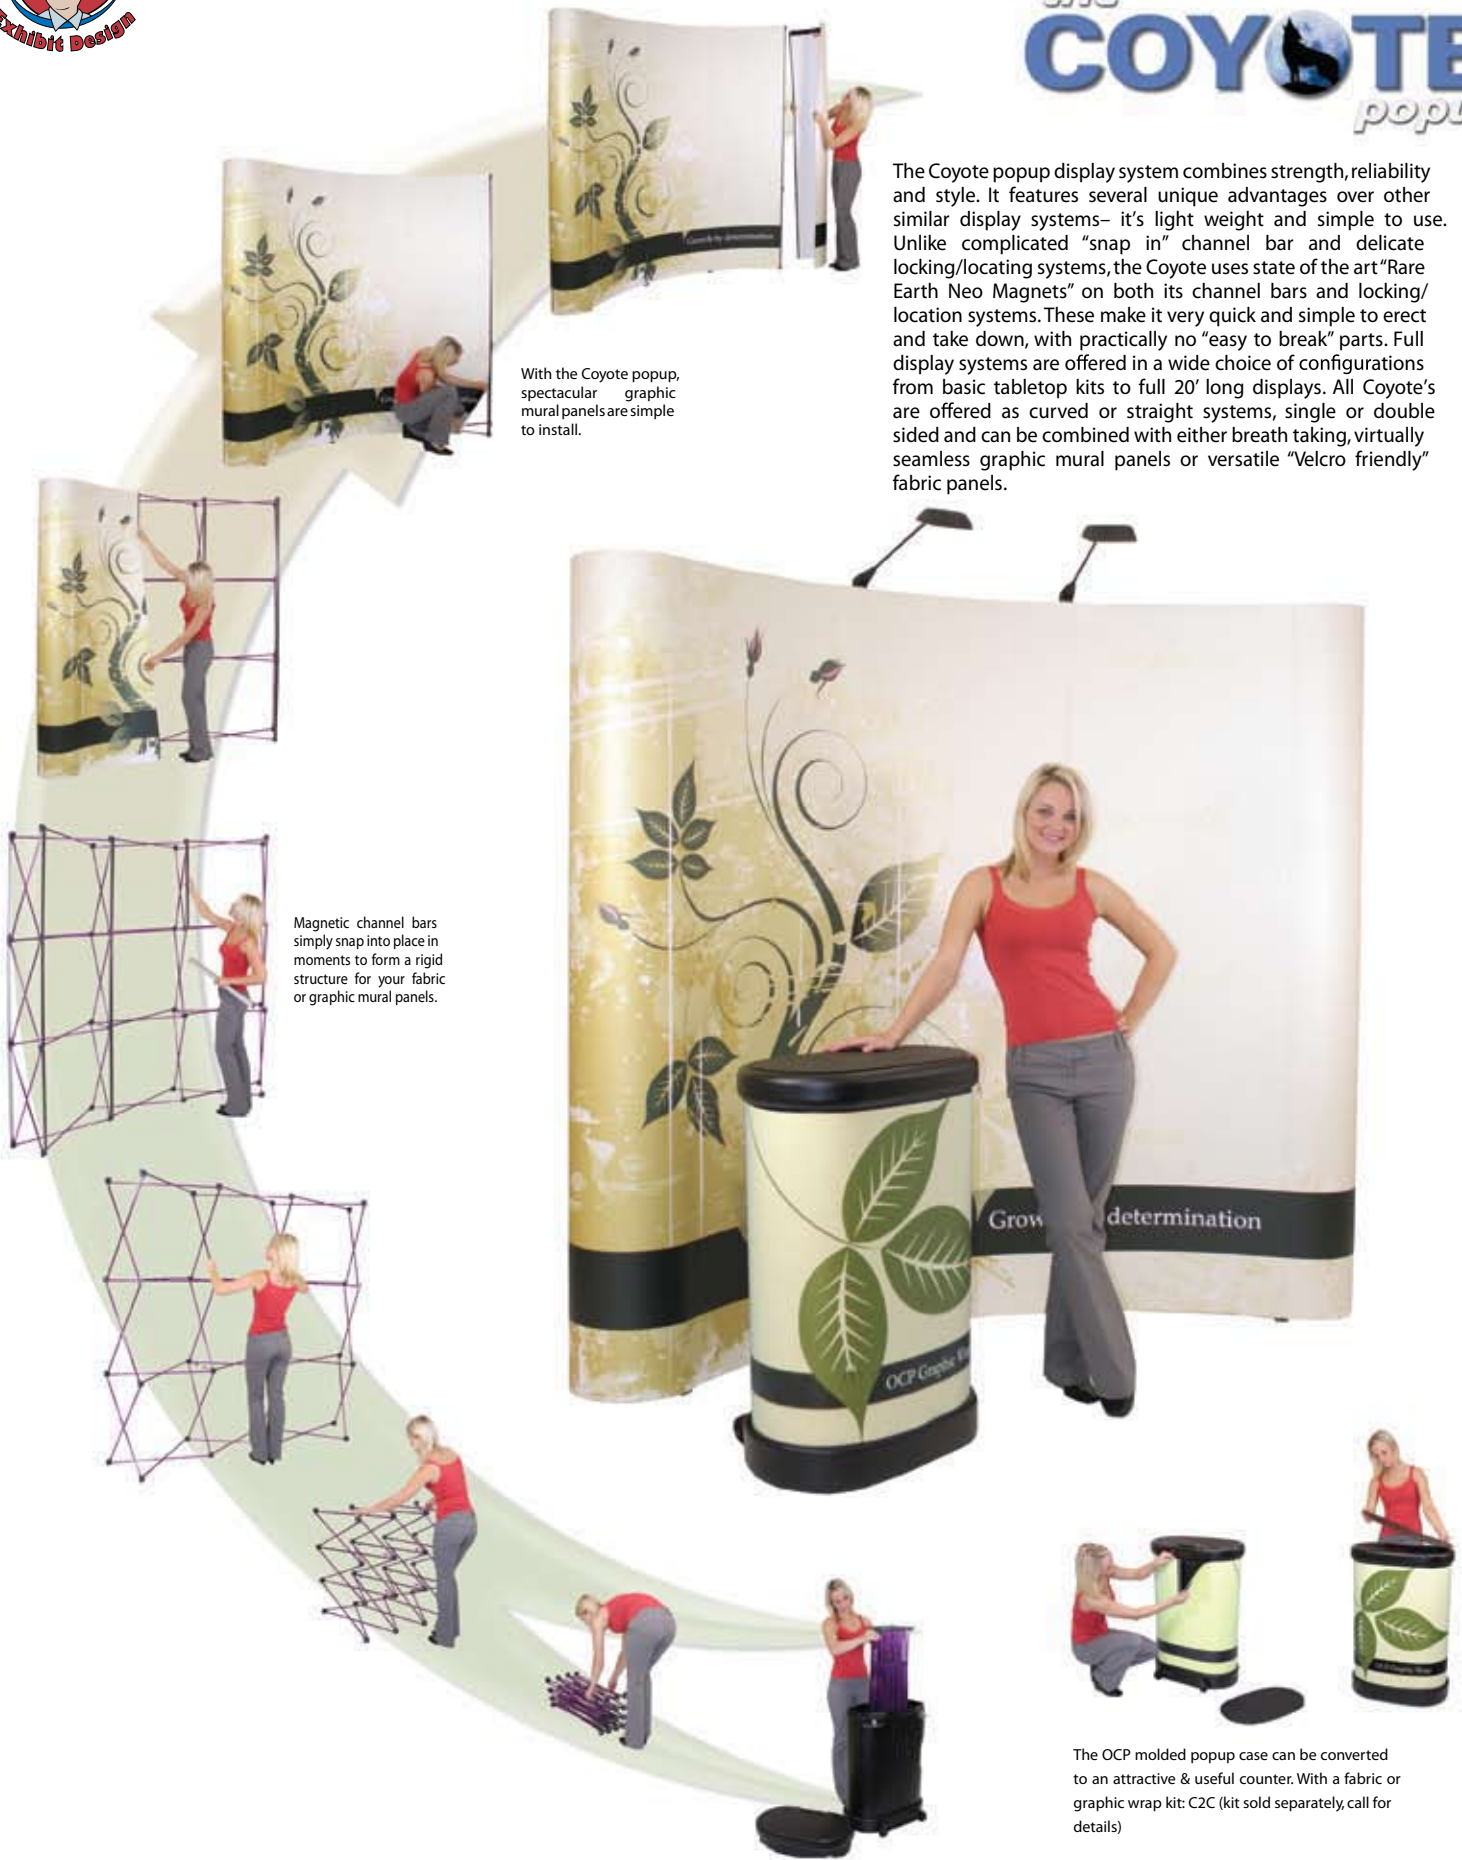 Exhibit Design
the
COYOTE
popu
The Coyote popup display system combines strength, reliability
and style. It features several unique advantages over other
similar display systems– it's light weight and simple to use.
Unlike complicated “snap in” channel bar and delicate
locking/locating systems, the Coyote uses state of the art “Rare
Earth Neo Magnets” on both its channel bars and locking/
location systems. These make it very quick and simple to erect
and take down, with practically no “easy to break” parts. Full
display systems are offered in a wide choice of configurations
from basic tabletop kits to full 20’ long displays. All Coyote’s
are offered as curved or straight systems, single or double
sided and can be combined with either breath taking, virtually
seamless graphic mural panels or versatile “Velcro friendly”
fabric panels.
Growth by determination
With the Coyote popup,
spectacular graphic
mural panels are simple
to install.
Magnetic channel bars
simply snap into place in
moments to form a rigid
structure for your fabric
or graphic mural panels.
Grow determination
OCP Graphic
The OCP molded popup case can be converted
to an attractive & useful counter. With a fabric or
graphic wrap kit: C2C (kit sold separately, call for
details)